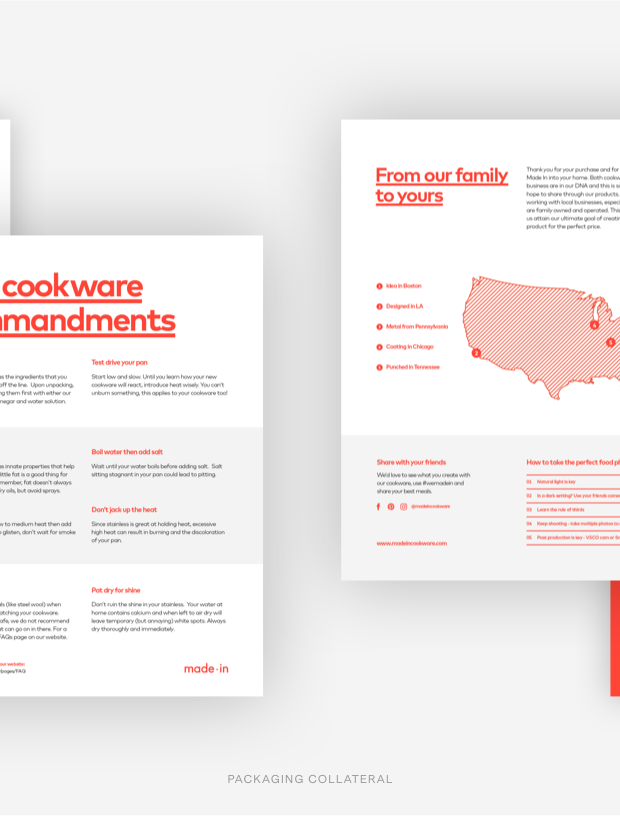 cookware
mmandments
Test drive your pan
as the ingredients that you
off the line. Upon unpacking,
ng them first with either our
negar and water solution.
Start low and slow. Until you learn how your new
cookware will react, introduce heat wisely. You can't
unburn something, this applies to your cookware too!
Boil water then add salt
as innate properties that help
little fat is a good thing for
member, fat doesn't always
ry oils, but avoid sprays.
Wait until your water boils before adding salt. Salt
sitting stagnant in your pan could lead to pitting.
Don't jack up the heat
w to medium heat then add
o glisten, don't wait for smoke
Since stainless is great at holding heat, excessive
high heat can result in burning and the discoloration
of your pan.
Pat dry for shine
ls (like steel wool) when
atching your cookware.
afe, we do not recommend
t can go on in there. For a
FAQs page on our website.
Don't ruin the shine in your stainless. Your water at
home contains calcium and when left to air dry will
leave temporary (but annoying) white spots. Always
dry thoroughly and immediately.
our website:
pages/FAQ
made·in
From our family
to yours
Thank you for your purchase and for
Made In into your home. Both cookw
business are in our DNA and this is s
hope to share through our products,
working with local businesses, especi
are family owned and operated. This
us attain our ultimate goal of creatin
product for the perfect price.
1 Idea in Boston
2 Designed in LA
3 Metal from Pennsylvania
4 Coating in Chicago
5 Punched in Tennessee
2
4
5
Share with your friends
We'd love to see what you create with
our cookware, use #wemadein and
share your best meals.
@madeincookware
www.madeincookware.com
How to take the perfect food ph
01 Natural light is key
02 In a dark setting? Use your friends came
03 Learn the rule of thirds
04 Keep shooting - take multiple photos to
05 Post production is key - VSCO cam or Sn
PACKAGING COLLATERAL